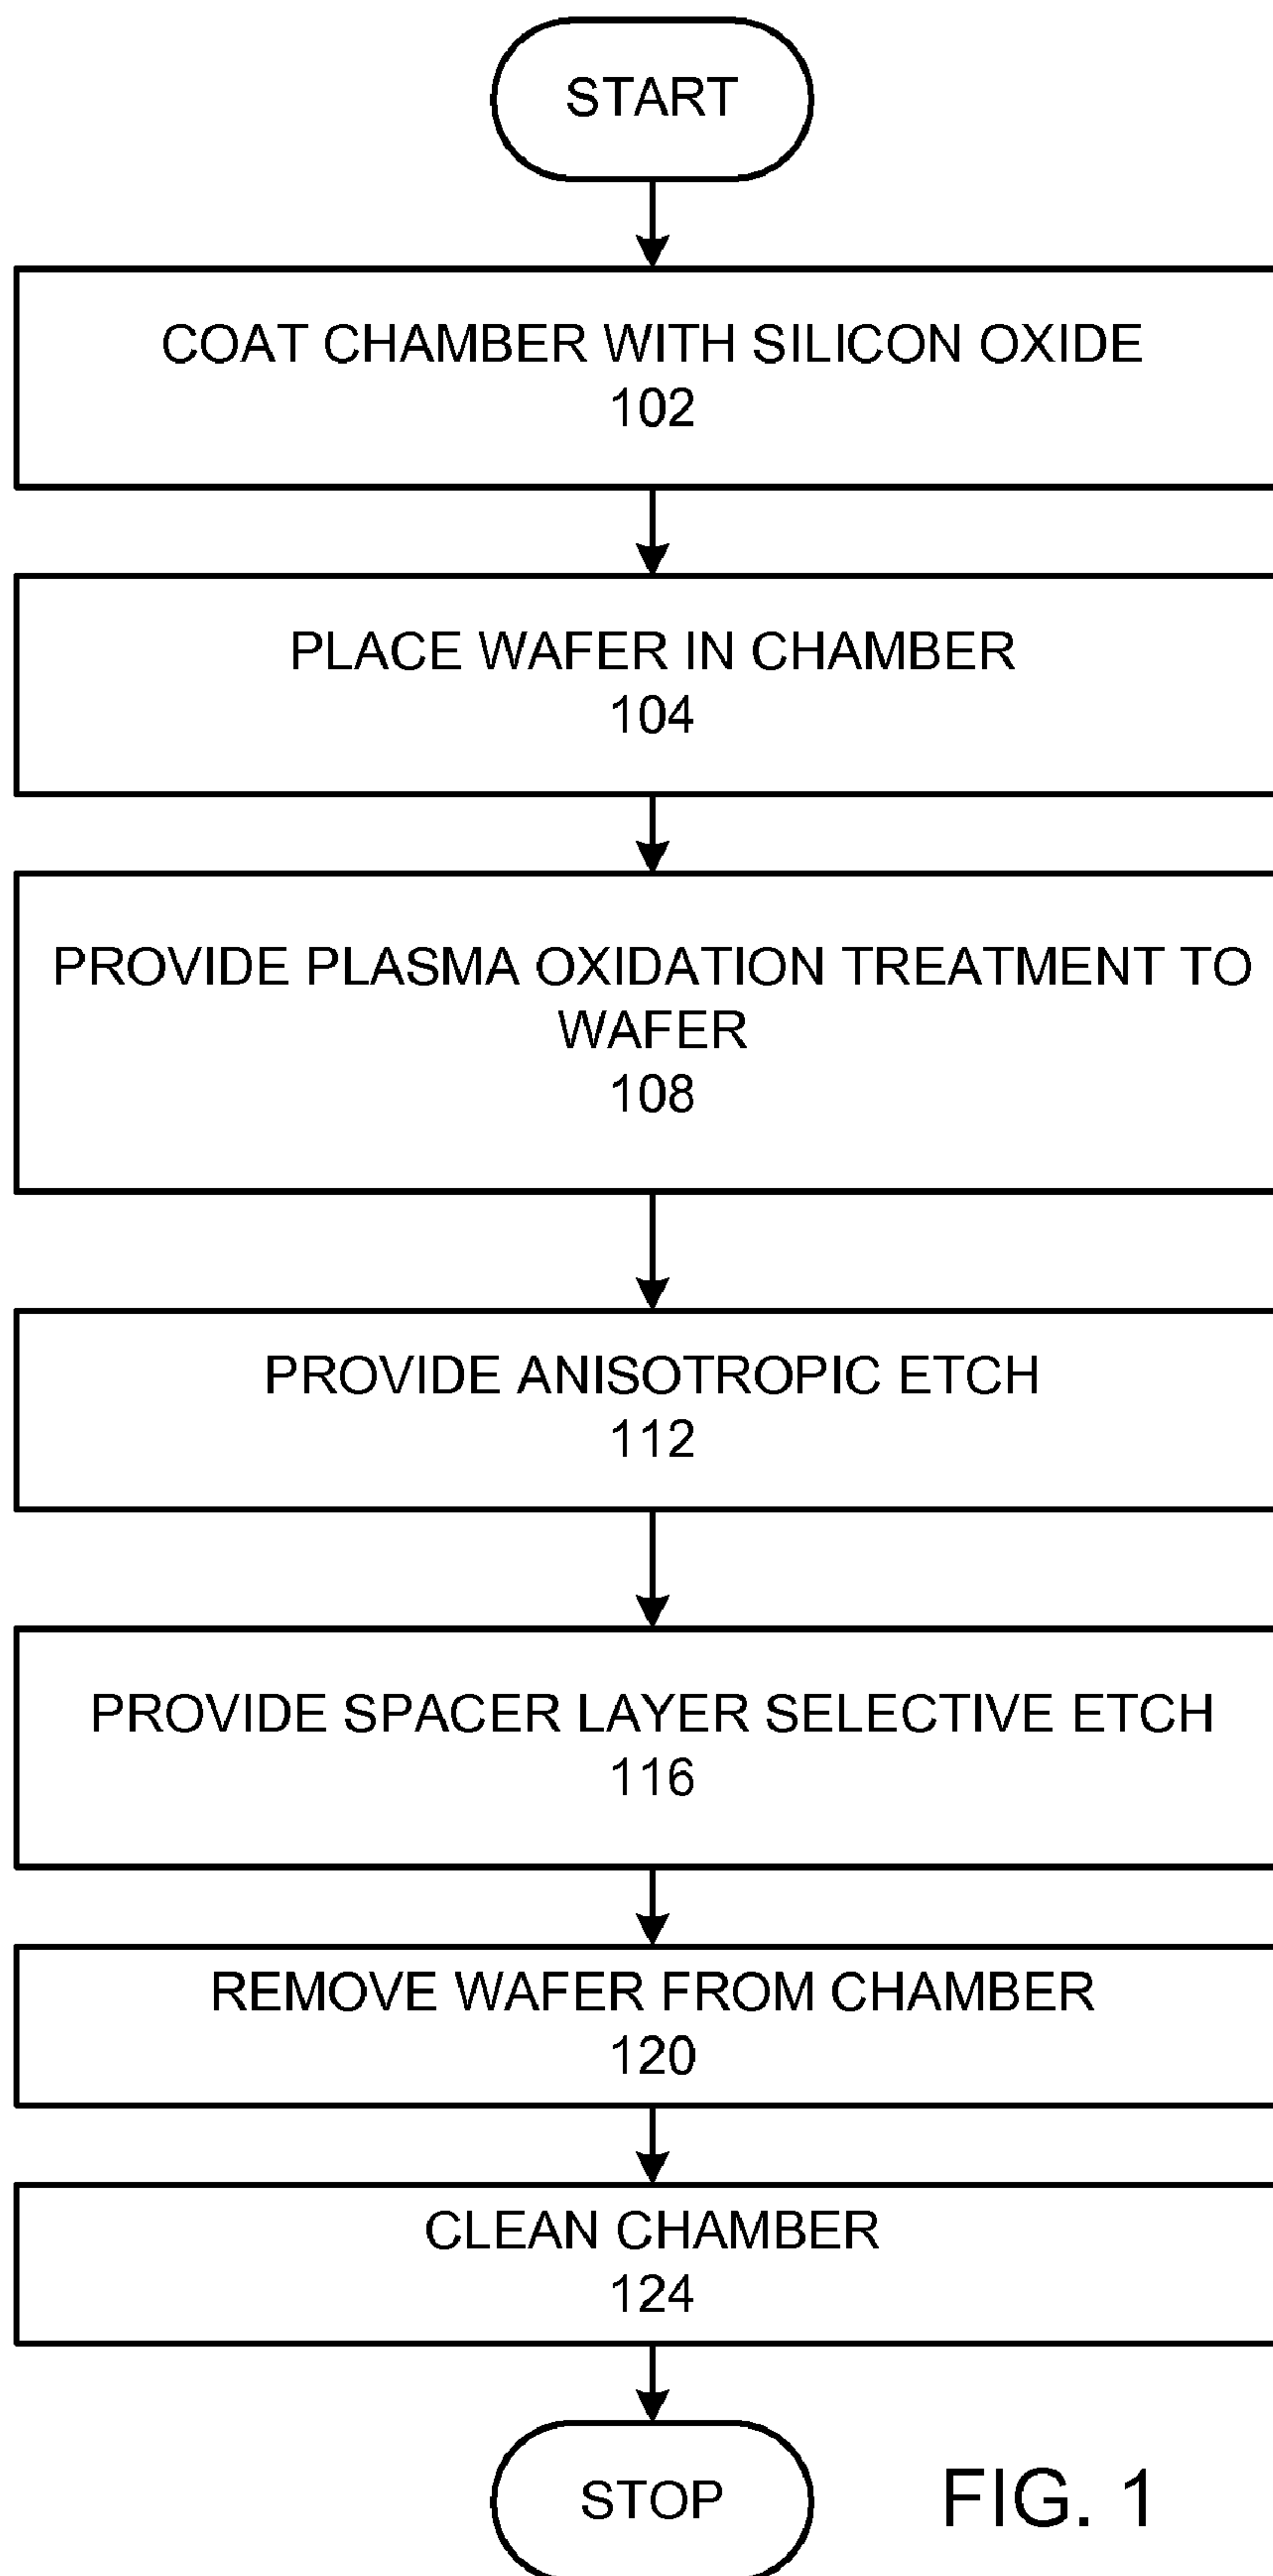 START
COAT CHAMBER WITH SILICON OXIDE
102
PLACE WAFER IN CHAMBER
104
PROVIDE PLASMA OXIDATION TREATMENT TO
WAFER
108
PROVIDE ANISOTROPIC ETCH
112
PROVIDE SPACER LAYER SELECTIVE ETCH
116
REMOVE WAFER FROM CHAMBER
120
CLEAN CHAMBER
124
STOP
FIG. 1